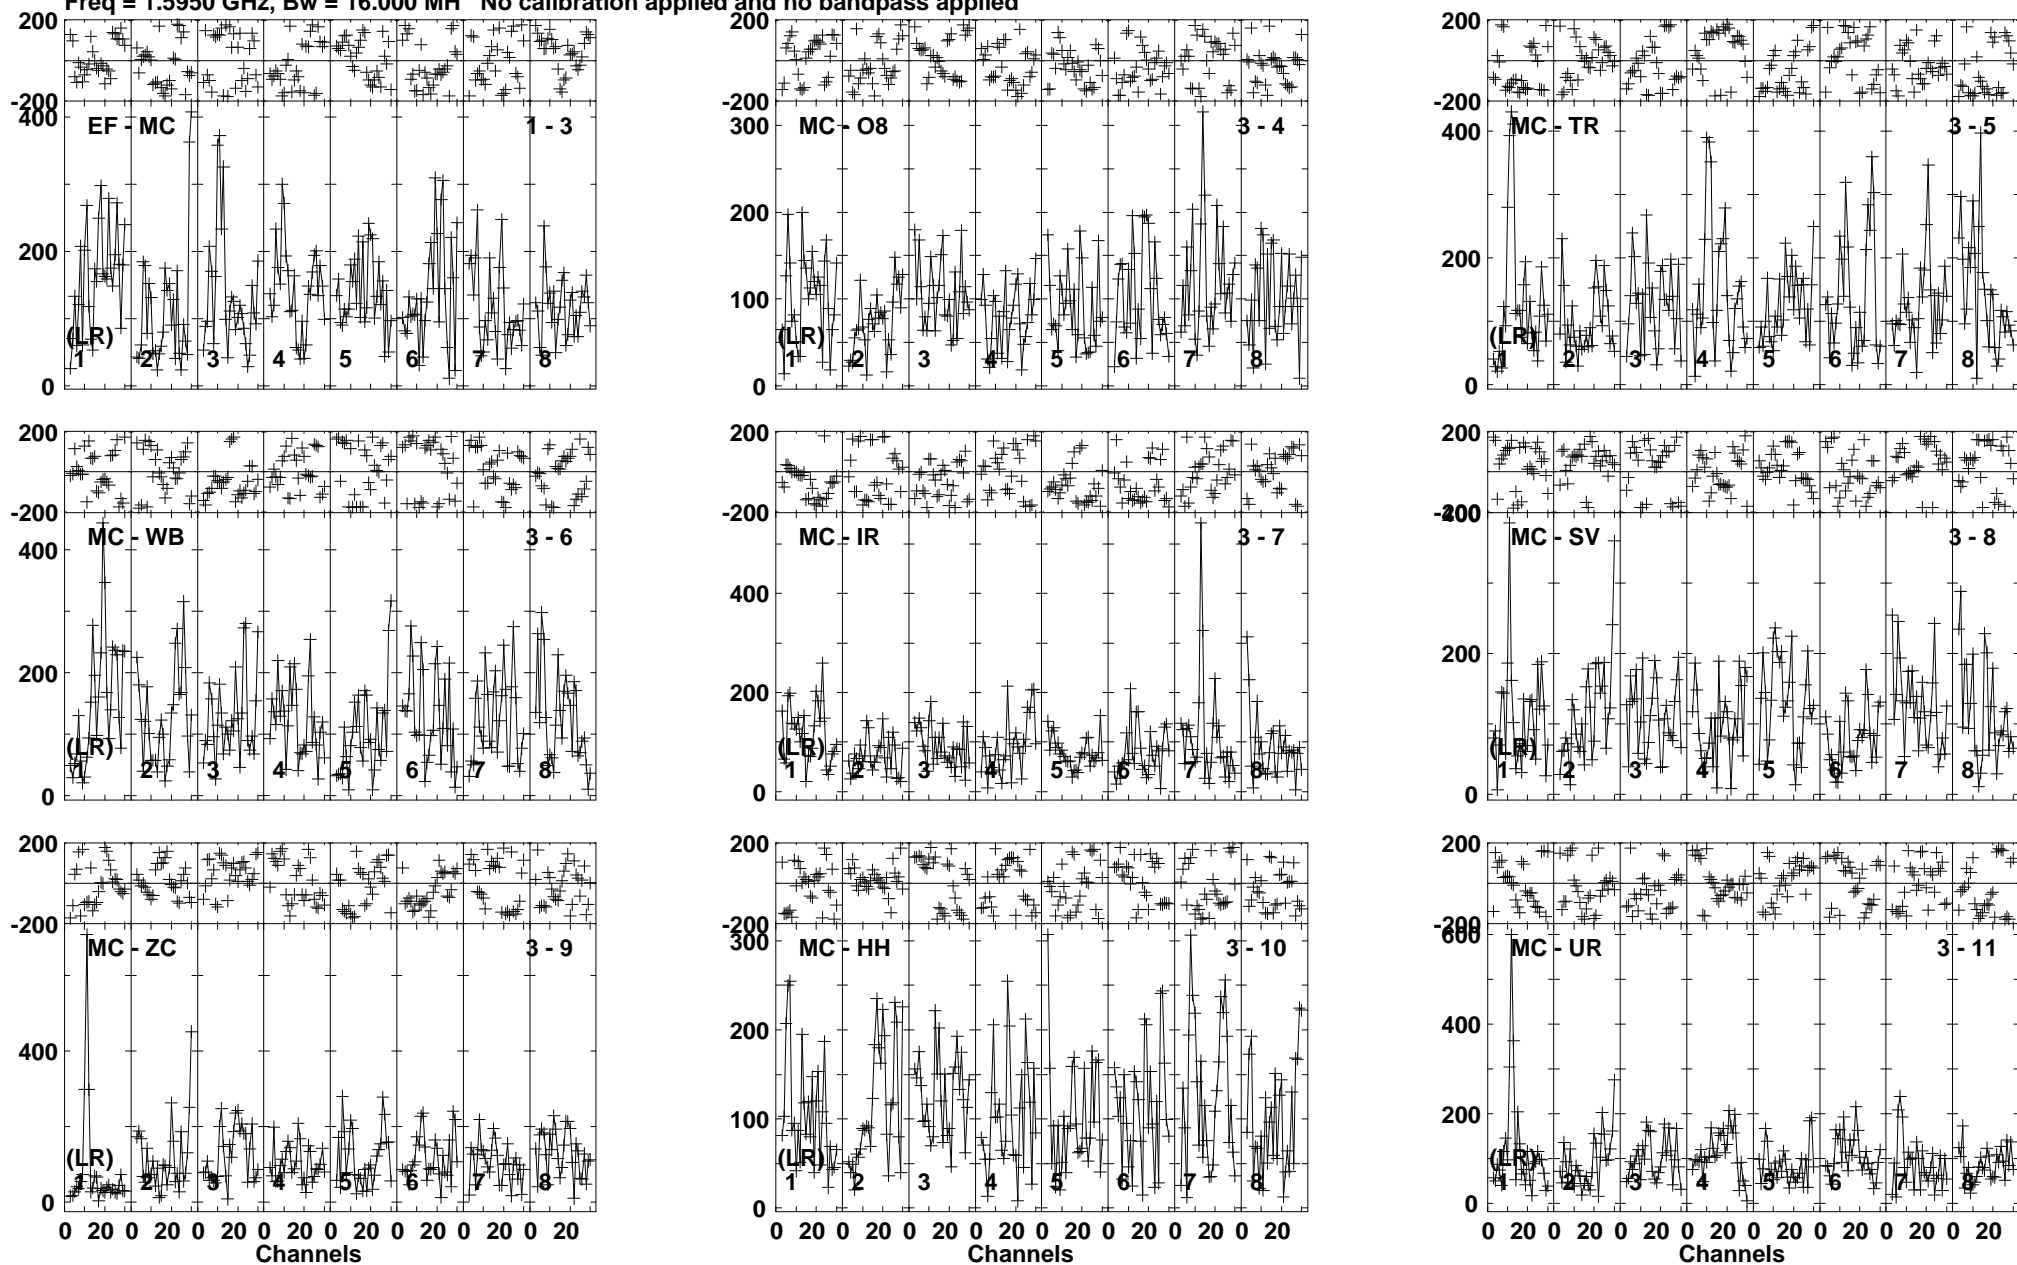 Freq = 1.5950 GHz, Bw = 16.000 MH No calibration applied and no bandpass applied
200 200 200
-200 -200 -200
400 EF - MC 1 - 3 300 MC - O8 3 - 4 400 MC - TR 3 - 5
200 200 200
100
(LR) (LR) (LR)
1 2 3 4 5 6 7 8 1 2 3 4 5 6 7 8 1 2 3 4 5 6 7 8
0 0 0
200 200 200
-200 -200 -200
400 MC - WB 3 - 6 400 MC - IR 3 - 7 400 MC - SV 3 - 8
200 200 200
(LR) (LR) (LR)
1 2 3 4 5 6 7 8 1 2 3 4 5 6 7 8 1 2 3 4 5 6 7 8
0 0 0
200 200 200
-200 -200 -200
MC - ZC 3 - 9 300 MC - HH 3 - 10 600 MC - UR 3 - 11
400 200 400
100 200
(LR) (LR) (LR)
1 2 3 4 5 6 7 8 1 2 3 4 5 6 7 8 1 2 3 4 5 6 7 8
0 0 0
0 20 0 20 0 20 0 20 0 20 0 20 0 20 0 20 0 20 0 20 0 20 0 20 0 20 0 20 0 20 0 20 0 20 0 20 0 20 0 20 0 20 0 20 0 20 0 20
Channels Channels Channels